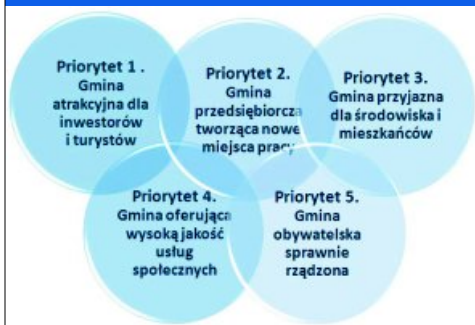 Priorytet 1 .
Gmina
atrakcyjna dla
inwestorów
i turystów
Priorytet 2.
Gmina
przedsiębiorcza
tworząca nowe
miejsca pracy
Priorytet 3.
Gmina przyjazna
dla środowiska i
mieszkańców
Priorytet 4.
Gmina oferująca
wysoką jakość
usług
społecznych
Priorytet 5.
Gmina
obywatelska
sprawnie
rządzona